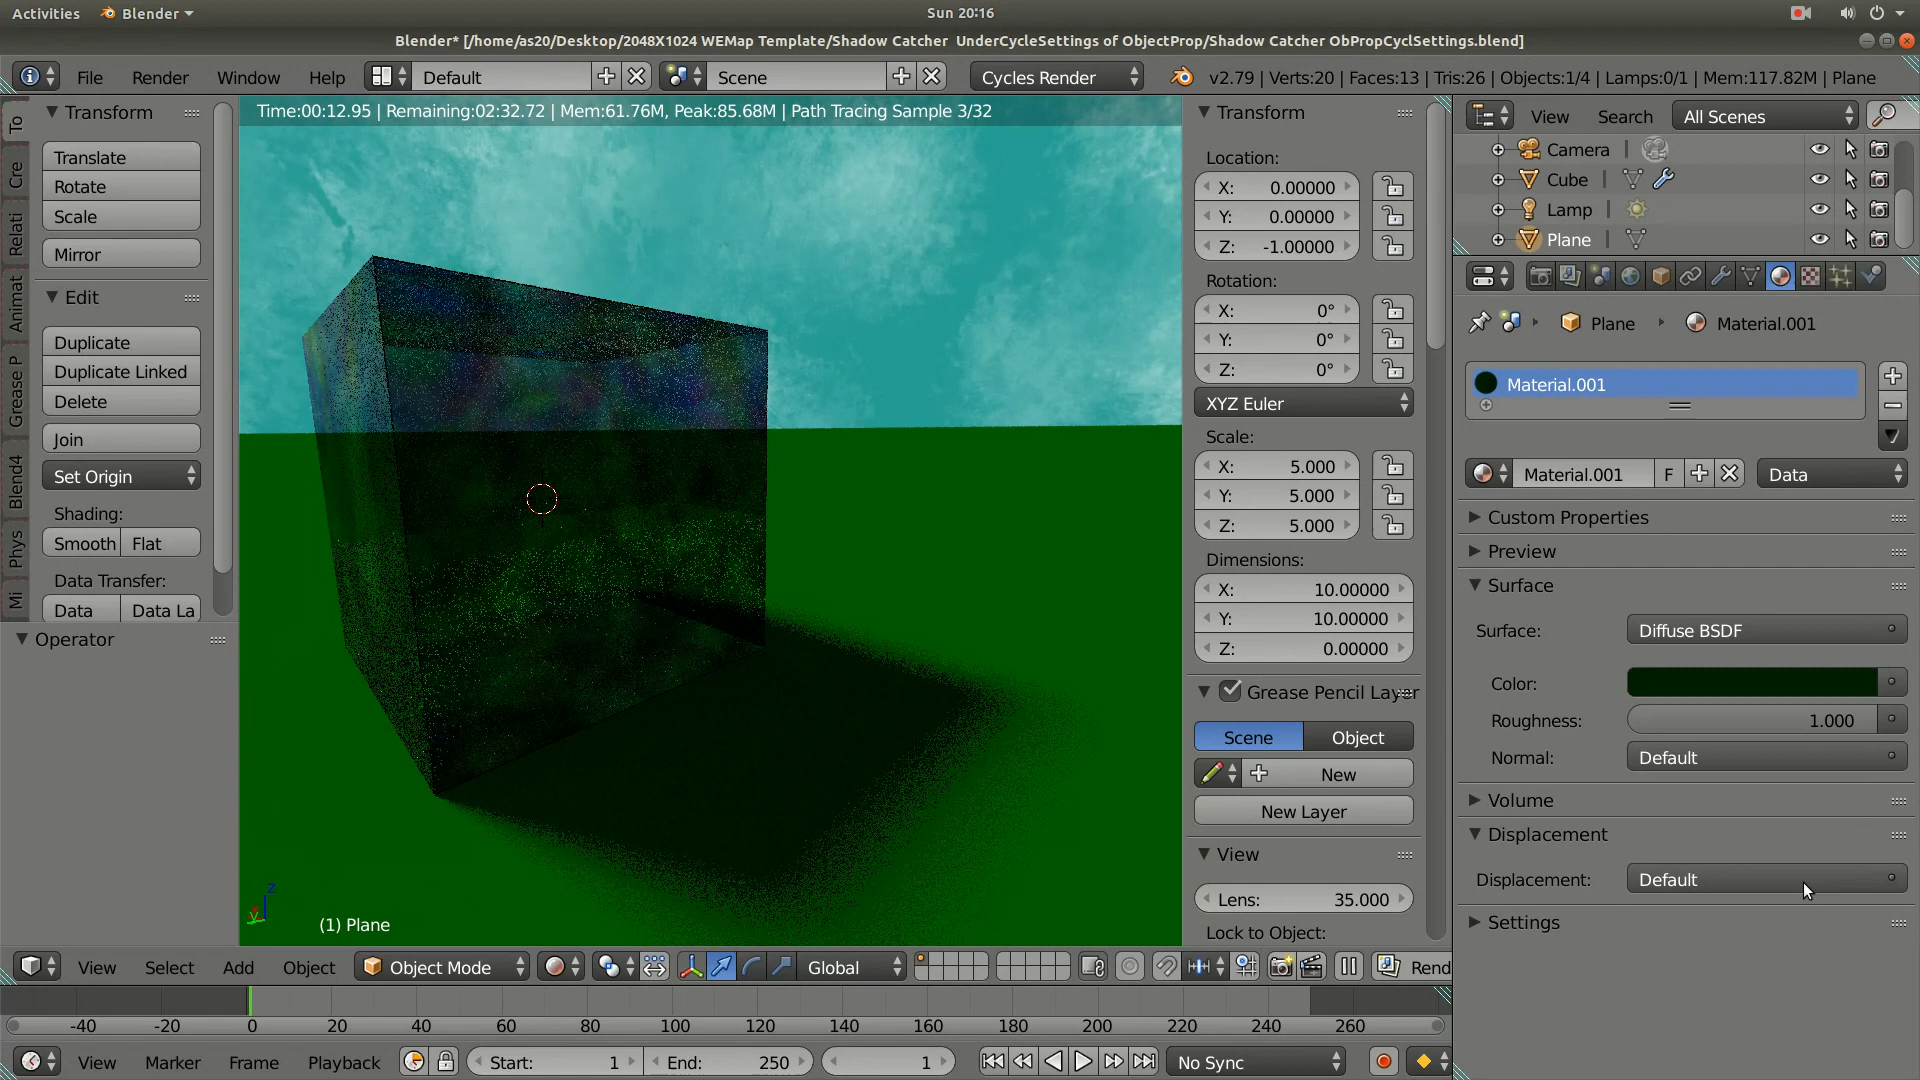 Activities Blender Sun 20:16
Blender* [/home/as20/Desktop/2048X1024 WEMap Template/Shadow Catcher UnderCycleSettings of ObjectProp/Shadow Catcher ObPropCyclSettings.blend]
File Render Window Help Default Scene Cycles Render v2.79 | Verts:20 | Faces:13 | Tris:26 | Objects:1/4 | Lamps:0/1 | Mem:117.82M | Plane
To
Cre
Relati
Animat
Grease P
Blend4
Phys
Mi
Transform
Translate
Rotate
Scale
Mirror
Edit
Duplicate
Duplicate Linked
Delete
Join
Set Origin
Shading:
Smooth Flat
Data Transfer:
Data Data La
Operator
Time:00:12.95 | Remaining:02:32.72 | Mem:61.76M, Peak:85.68M | Path Tracing Sample 3/32
z
y
(1) Plane
Transform
Location:
X: 0.00000
Y: 0.00000
Z: -1.00000
Rotation:
X: 0°
Y: 0°
Z: 0°
XYZ Euler
Scale:
X: 5.000
Y: 5.000
Z: 5.000
Dimensions:
X: 10.00000
Y: 10.00000
Z: 0.00000
Grease Pencil Layer
Scene Object
New
New Layer
View
Lens: 35.000
Lock to Object:
View Search All Scenes
Camera
Cube
Lamp
Plane
Plane Material.001
Material.001
Material.001 F Data
Custom Properties
Preview
Surface
Surface: Diffuse BSDF
Color:
Roughness: 1.000
Normal: Default
Volume
Displacement
Displacement: Default
Settings
View Select Add Object Object Mode Global Rend
-40 -20 0 20 40 60 80 100 120 140 160 180 200 220 240 260
View Marker Frame Playback Start: 1 End: 250 1 No Sync